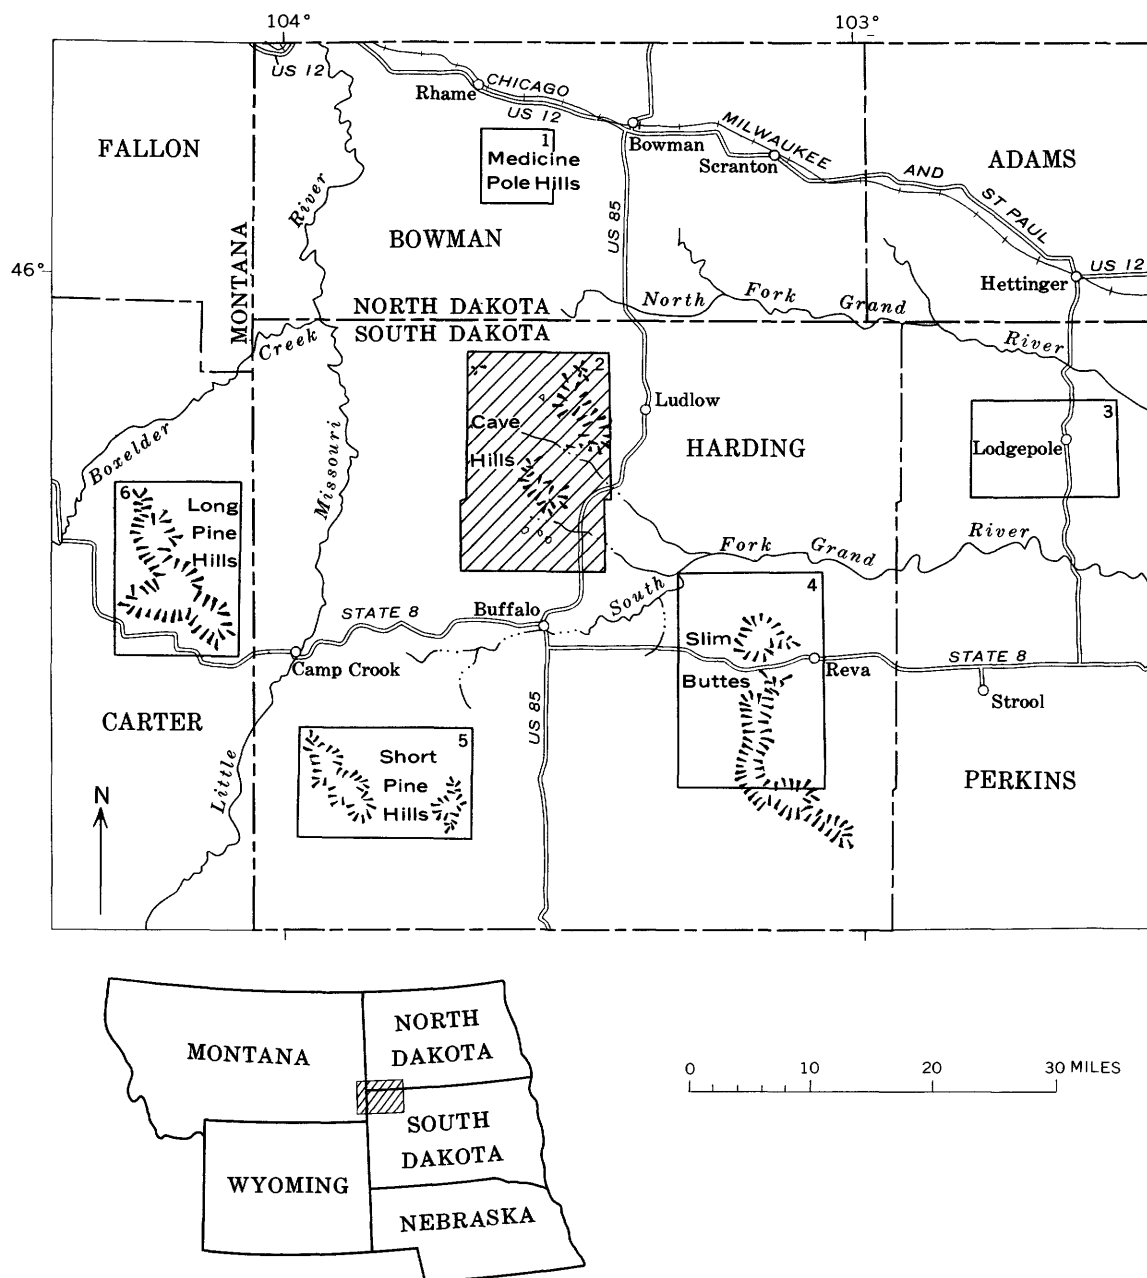 104°
103°
US 12
Rhame
CHICAGO
US 12
Bowman
MILWAUKEE
Scranton
AND
ST PAUL
FALLON
ADAMS
1
Medicine
Pole Hills
River
MONTANA
BOWMAN
US 85
46°
Hettinger
US 12
NORTH DAKOTA
SOUTH DAKOTA
North
Fork
Grand
River
Creek
Boxelder
2
Cave
Hills
Ludlow
HARDING
3
Lodgepole
Missouri
6
Long
Pine
Hills
Fork
Grand
River
South
4
STATE 8
Buffalo
Slim
Buttes
Reva
STATE 8
Strool
Camp Crook
CARTER
Little
5
Short
Pine
Hills
US 85
PERKINS
N
MONTANA
NORTH
DAKOTA
SOUTH
DAKOTA
WYOMING
NEBRASKA
0
10
20
30 MILES